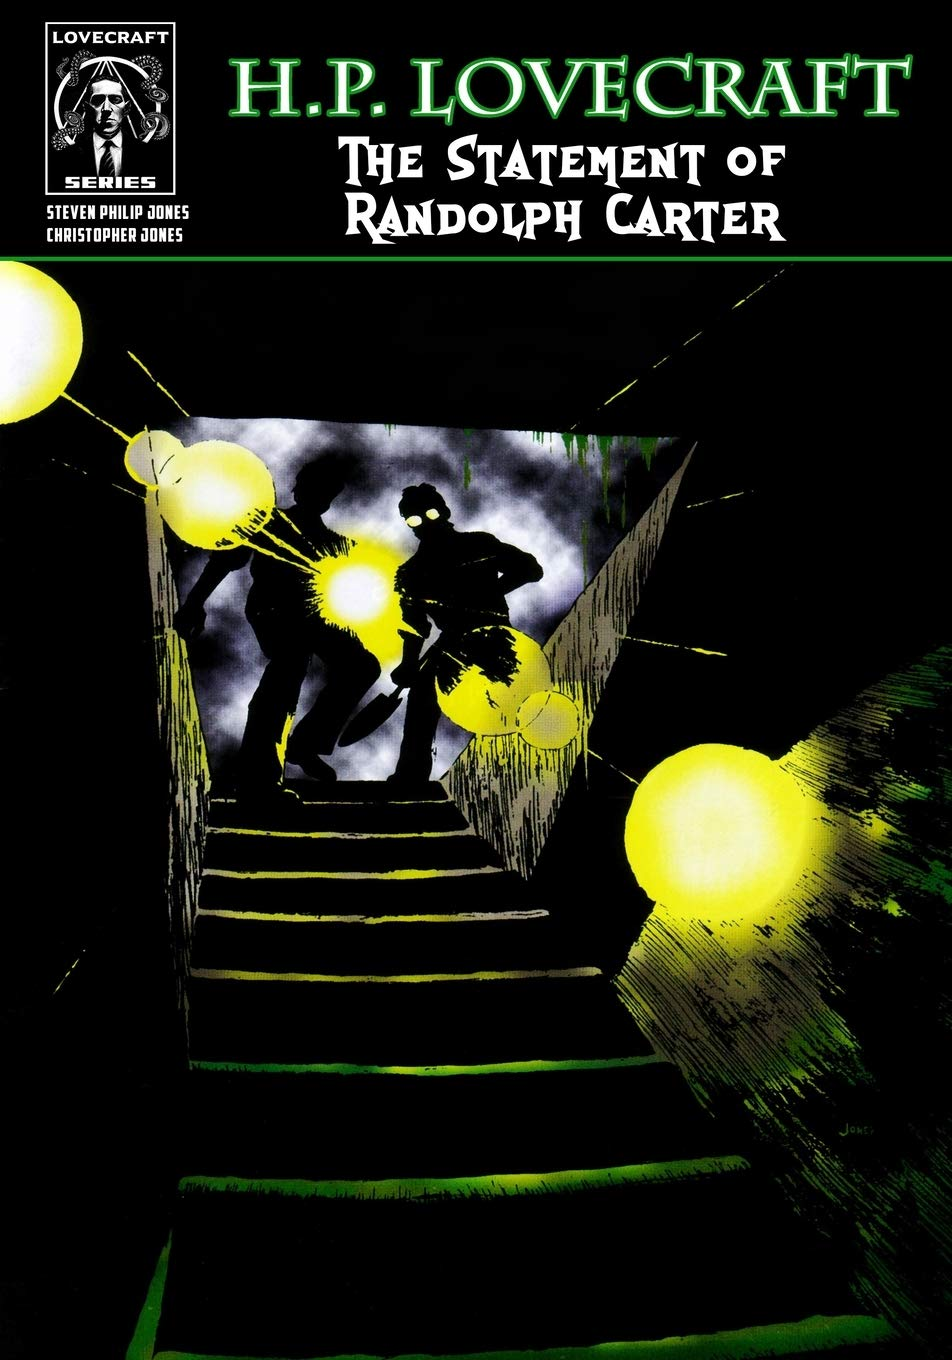 LOVECRAFT
SERIES
STEVEN PHILIP JONES
CHRISTOPHER JONES
H.P. LOVECRAFT
THE STATEMENT OF
RANDOLPH CARTER
JONES